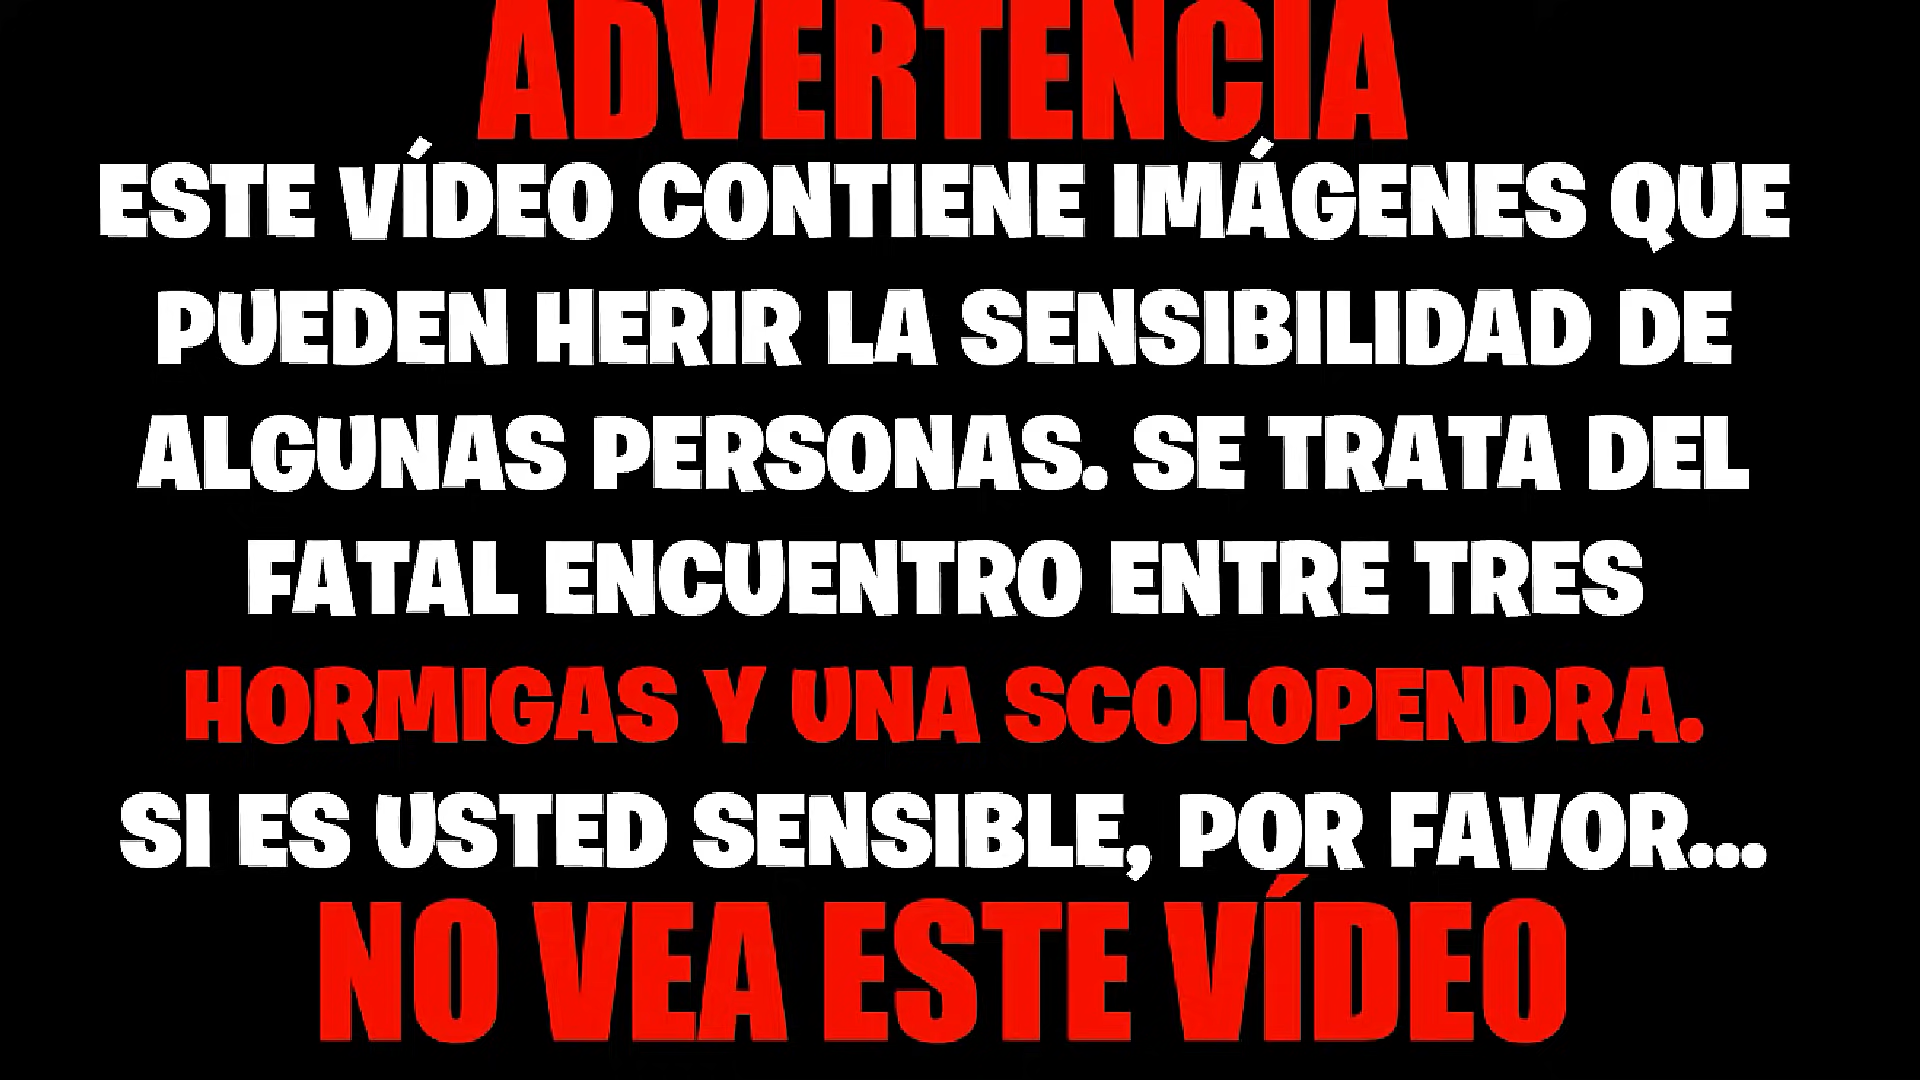 ADVERTENCIA
ESTE VÍDEO CONTIENE IMÁGENES QUE
PUEDEN HERIR LA SENSIBILIDAD DE
ALGUNAS PERSONAS. SE TRATA DEL
FATAL ENCUENTRO ENTRE TRES
HORMIGAS Y UNA SCOLOPENDRA.
SI ES USTED SENSIBLE, POR FAVOR...
NO VEA ESTE VÍDEO